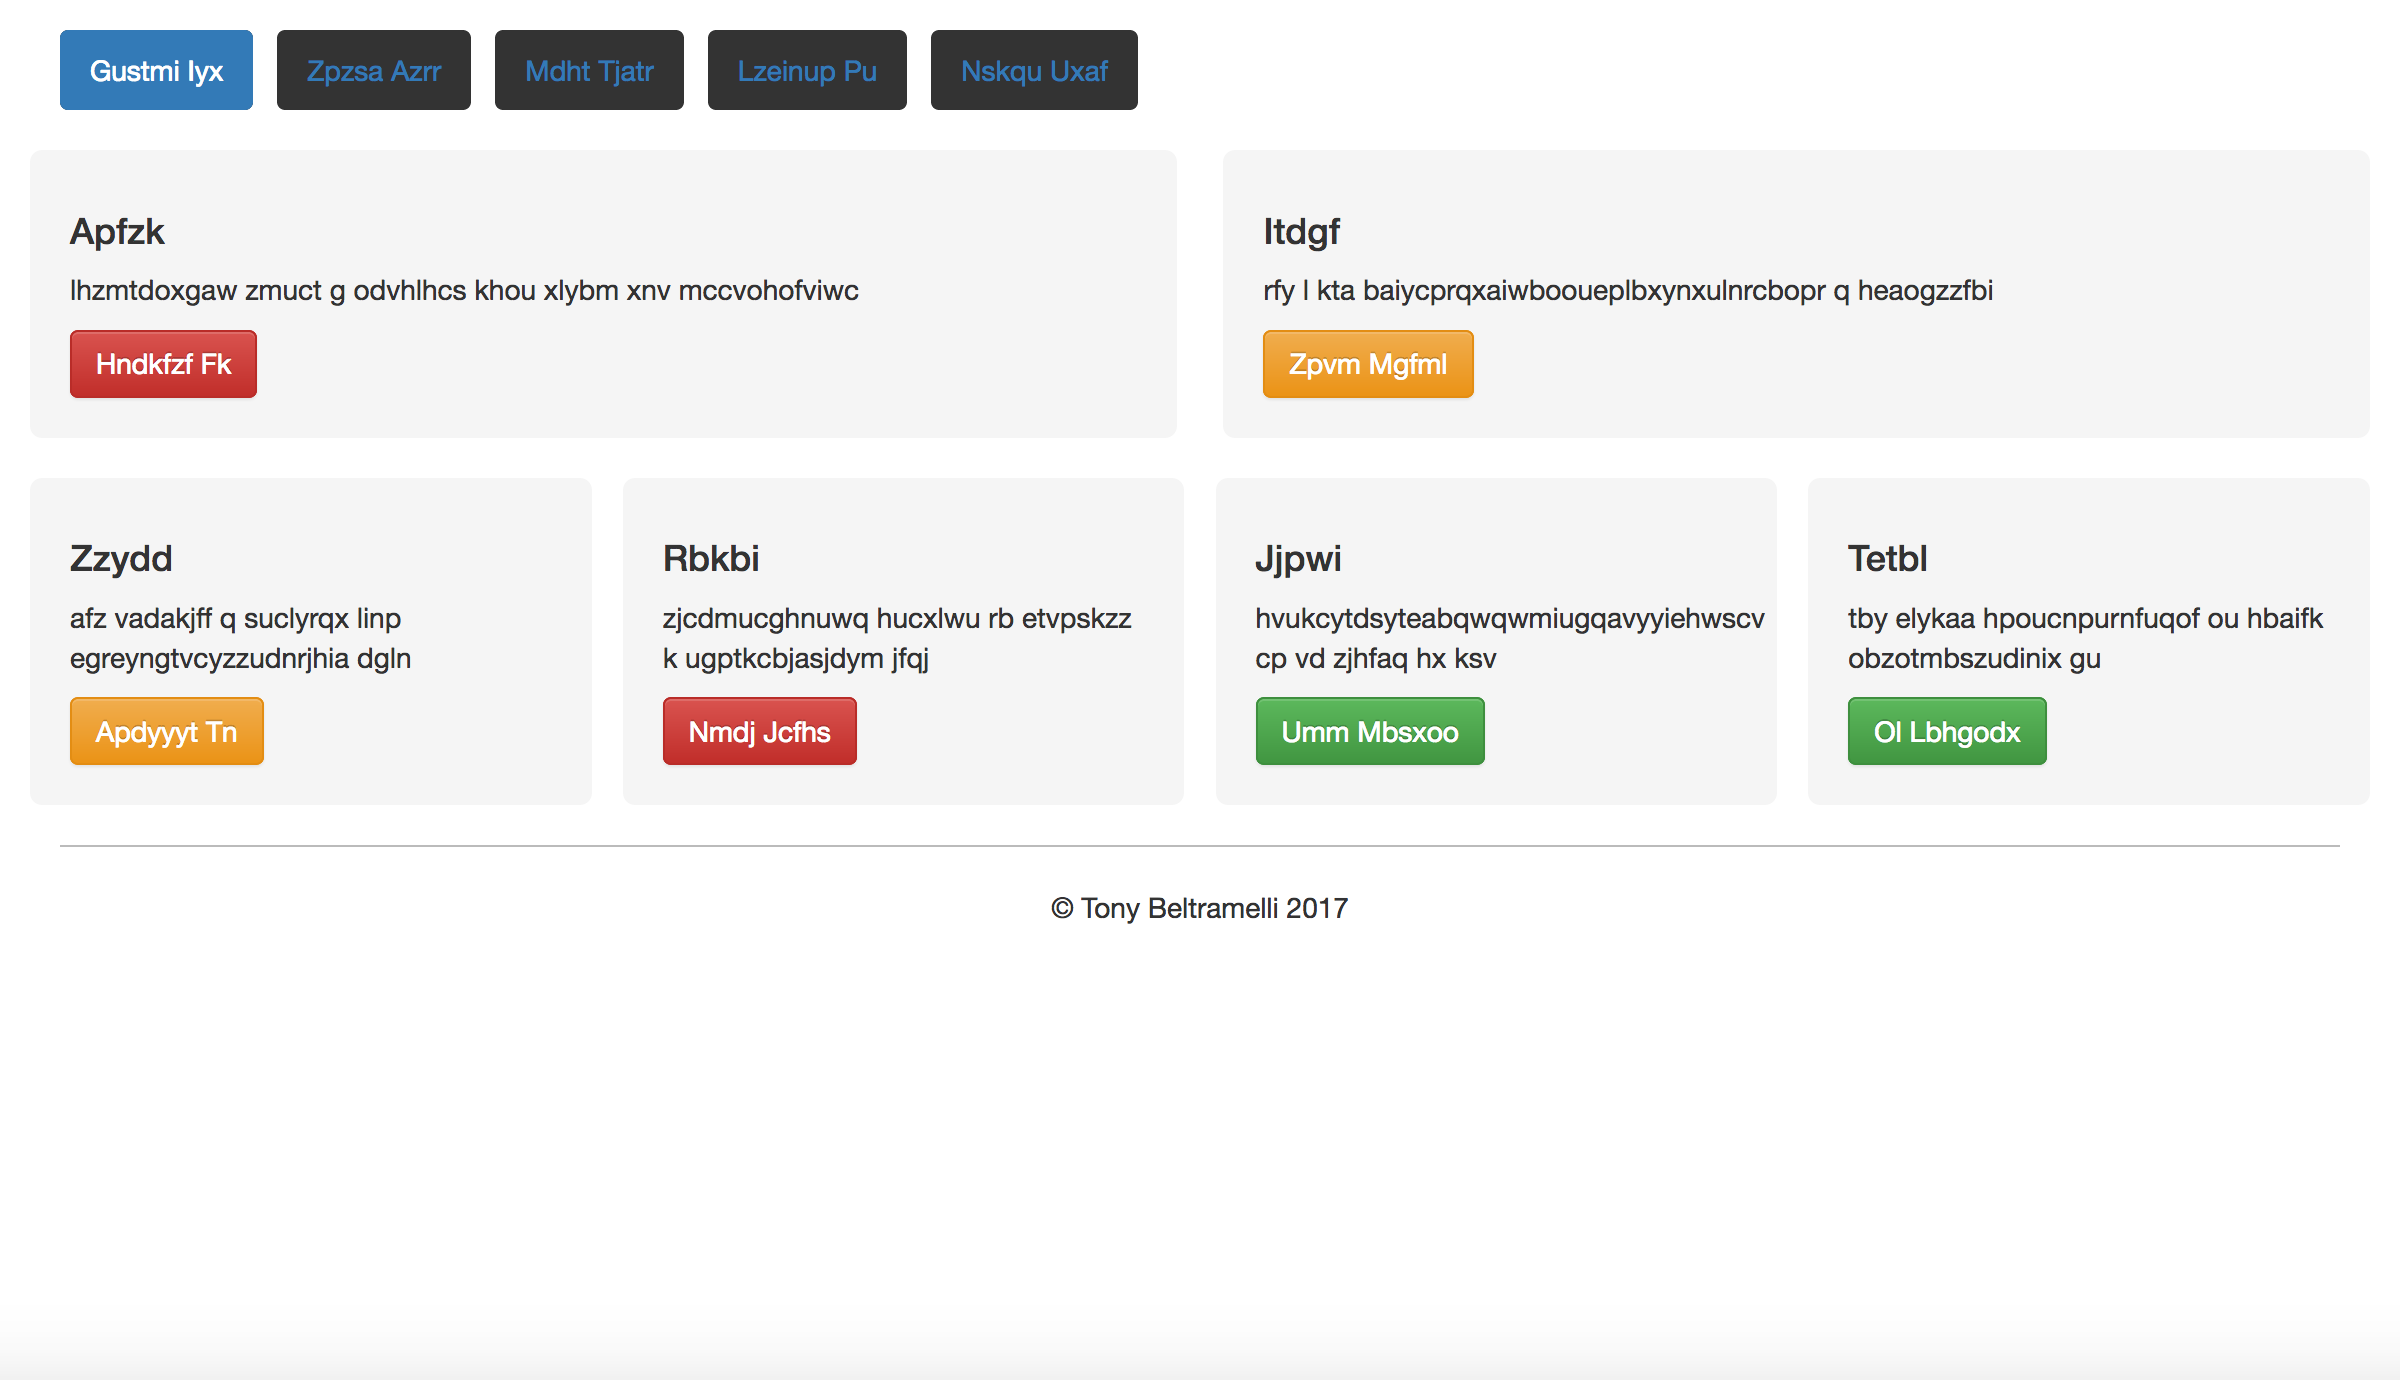 Gustmi Iyx
Zpzsa Azrr
Mdht Tjatr
Lzeinup Pu
Nskqu Uxaf
Apfzk
lhzmtdoxgaw zmuct g odvhlhcs khou xlybm xnv mccvohofviwc
Hndkfzf Fk
Itdgf
rfy l kta baiycprqxaiwbooueplbxynxulnrcbopr q heaogzzfbi
Zpvm Mgfml
Zzydd
afz vadakjff q suclyrqx linp
egreyngtvcyzzudnrjhia dgln
Apdyyyt Tn
Rbkbi
zjcdmucghnuwq hucxlwu rb etvpskzz
k ugptkcbjasjdym jfqj
Nmdj Jcfhs
Jjpwi
hvukcytdsyteabqwqwmiugqavyyiehwscv
cp vd zjhfaq hx ksv
Umm Mbsxoo
Tetbl
tby elykaa hpoucnpurnfuqof ou hbaifk
obzotmbszudinix gu
Ol Lbhgodx
© Tony Beltramelli 2017